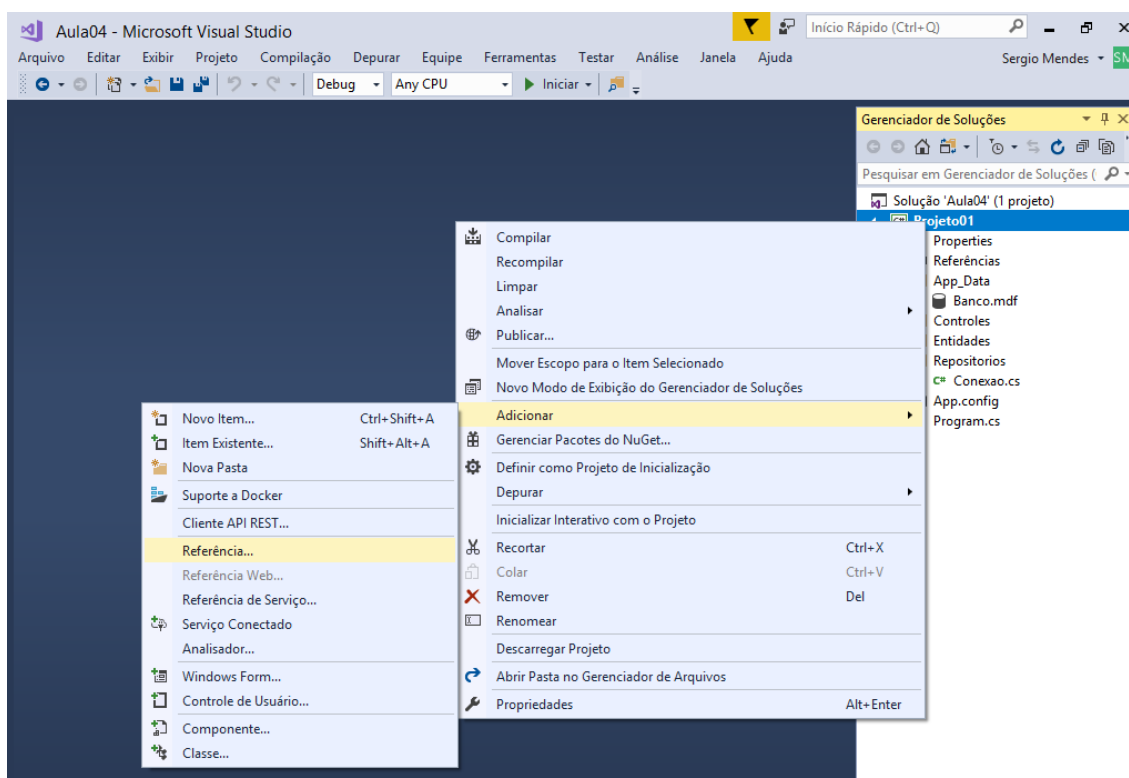 Aula04 - Microsoft Visual Studio
Início Rápido (Ctrl+Q)
Arquivo Editar Exibir Projeto Compilação Depurar Equipe Ferramentas Testar Análise Janela Ajuda
Sergio Mendes
SM
Debug Any CPU Iniciar
Gerenciador de Soluções
Pesquisar em Gerenciador de Soluções (
Solução 'Aula04' (1 projeto)
C# Projeto01
Properties
Referências
App_Data
Banco.mdf
Controles
Entidades
Repositorios
C# Conexao.cs
App.config
Program.cs
Compilar
Recompilar
Limpar
Analisar
Publicar...
Mover Escopo para o Item Selecionado
Novo Modo de Exibição do Gerenciador de Soluções
Adicionar
Gerenciar Pacotes do NuGet...
Definir como Projeto de Inicialização
Depurar
Inicializar Interativo com o Projeto
Recortar Ctrl+X
Colar Ctrl+V
Remover Del
Renomear
Descarregar Projeto
Abrir Pasta no Gerenciador de Arquivos
Propriedades Alt+Enter
Novo Item... Ctrl+Shift+A
Item Existente... Shift+Alt+A
Nova Pasta
Suporte a Docker
Cliente API REST...
Referência...
Referência Web...
Referência de Serviço...
Serviço Conectado
Analisador...
Windows Form...
Controle de Usuário...
Componente...
Classe...